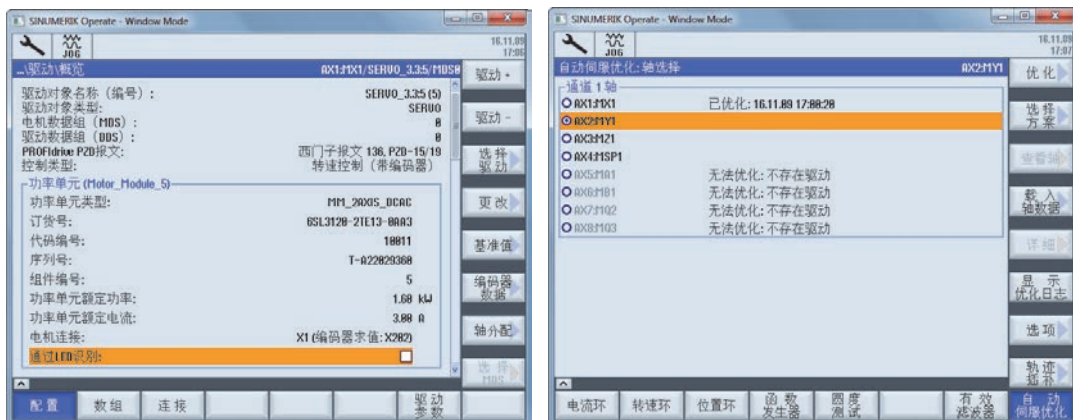 SINUMERIK Operate - Window Mode
JOG
16.11.09
17:06
...\驱动\概览
AX1:MX1/SERVO_3.3:5/MDS0
驱动对象名称（编号）:
SERVO_3.3:5 (5)
驱动对象类型:
SERVO
电机数据组（MDS）:
0
驱动数据组（DDS）:
0
PROFIdrive PZD报文:
西门子报文 136, PZD-15/19
控制类型:
转速控制（带编码器）
功率单元 (Motor_Module_5)
功率单元类型:
MM_2AXIS_DCAC
订货号:
6SL3120-2TE13-0AA3
代码编号:
10011
序列号:
T-A22029360
组件编号:
5
功率单元额定功率:
1.60 kW
功率单元额定电流:
3.00 A
电机连接:
X1 (编码器求值: X202)
通过LED识别:
驱动 +
驱动 -
选择
驱动
更改
基准值
编码器
数据
轴分配
选择
MDS
配置
数组
连接
驱动
参数
SINUMERIK Operate - Window Mode
JOG
16.11.09
17:07
自动伺服优化: 轴选择
AX2:MY1
通道 1 轴
AX1:MX1
已优化: 16.11.09 17:00:20
AX2:MY1
AX3:MZ1
AX4:MSP1
AX5:MA1
无法优化: 不存在驱动
AX6:MB1
无法优化: 不存在驱动
AX7:MQ2
无法优化: 不存在驱动
AX8:MQ3
无法优化: 不存在驱动
优化
选择
方案
查看轴
载入
轴数据
详细
显示
优化日志
选项
轨迹
插补
电流环
转速环
位置环
函数
发生器
圆度
测试
有效
滤波器
自动
伺服优化